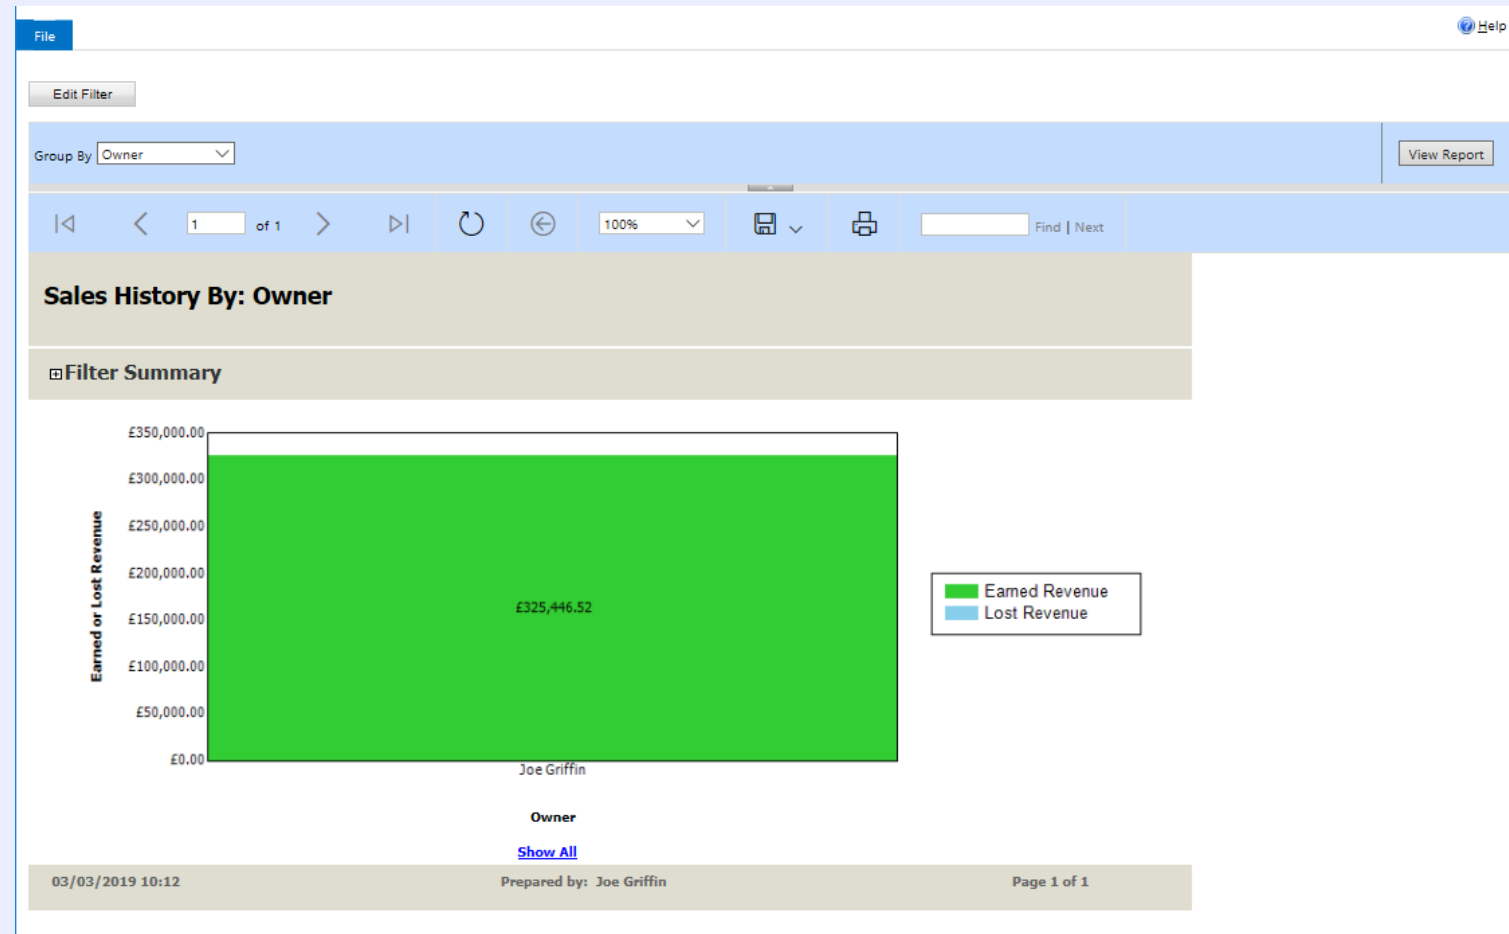 File
Help
Edit Filter
Group By Owner
View Report
1 of 1
100%
Find | Next
Sales History By: Owner
Filter Summary
£350,000.00
£300,000.00
£250,000.00
£200,000.00
£150,000.00
£100,000.00
£50,000.00
£0.00
Earned or Lost Revenue
£325,446.52
Joe Griffin
Owner
Earned Revenue
Lost Revenue
Show All
03/03/2019 10:12
Prepared by: Joe Griffin
Page 1 of 1